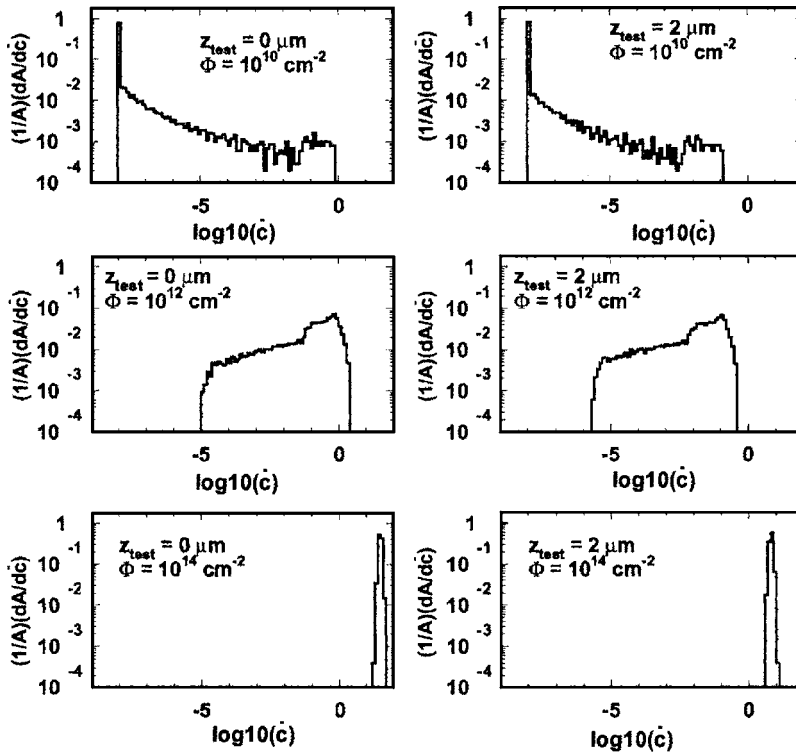 z_test = 0 μm
Φ = 10^10 cm^-2
(1/A)(dA/dċ)
1
10^-1
10^-2
10^-3
10^-4
-5
0
log10(ċ)
z_test = 2 μm
Φ = 10^10 cm^-2
(1/A)(dA/dċ)
1
10^-1
10^-2
10^-3
10^-4
-5
0
log10(ċ)
z_test = 0 μm
Φ = 10^12 cm^-2
(1/A)(dA/dċ)
1
10^-1
10^-2
10^-3
10^-4
-5
0
log10(ċ)
z_test = 2 μm
Φ = 10^12 cm^-2
(1/A)(dA/dċ)
1
10^-1
10^-2
10^-3
10^-4
-5
0
log10(ċ)
z_test = 0 μm
Φ = 10^14 cm^-2
(1/A)(dA/dċ)
1
10^-1
10^-2
10^-3
10^-4
-5
0
log10(ċ)
z_test = 2 μm
Φ = 10^14 cm^-2
(1/A)(dA/dċ)
1
10^-1
10^-2
10^-3
10^-4
-5
0
log10(ċ)